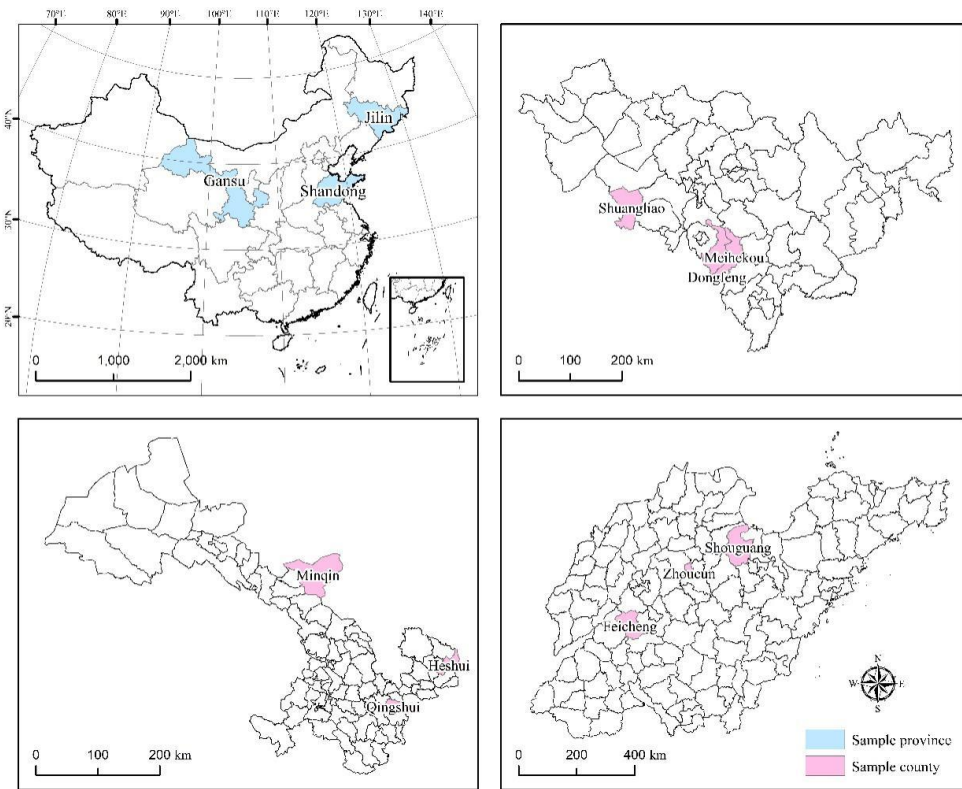 70°E 80°E 90°E 100°E 110°E 120°E 130°E 140°E
40°N
30°N
20°N
Jilin
Gansu
Shandong
0 1,000 2,000 km
Shuangliao
Meihekou
Dongfeng
0 100 200 km
Minqin
Heshui
Qingshui
0 100 200 km
Shouguang
Zhoucun
Feicheng
N
W E
S
0 200 400 km
Sample province
Sample county